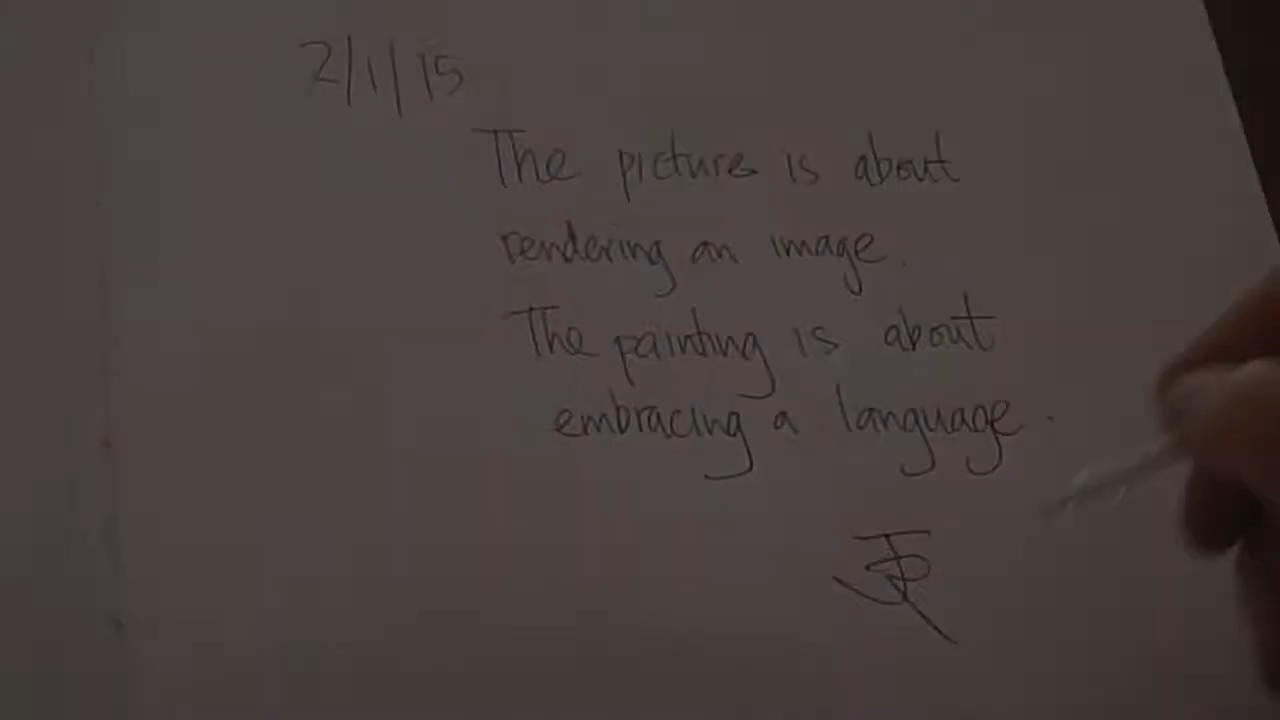 2/1/15
The picture is about
rendering an image.
The painting is about
embracing a language.